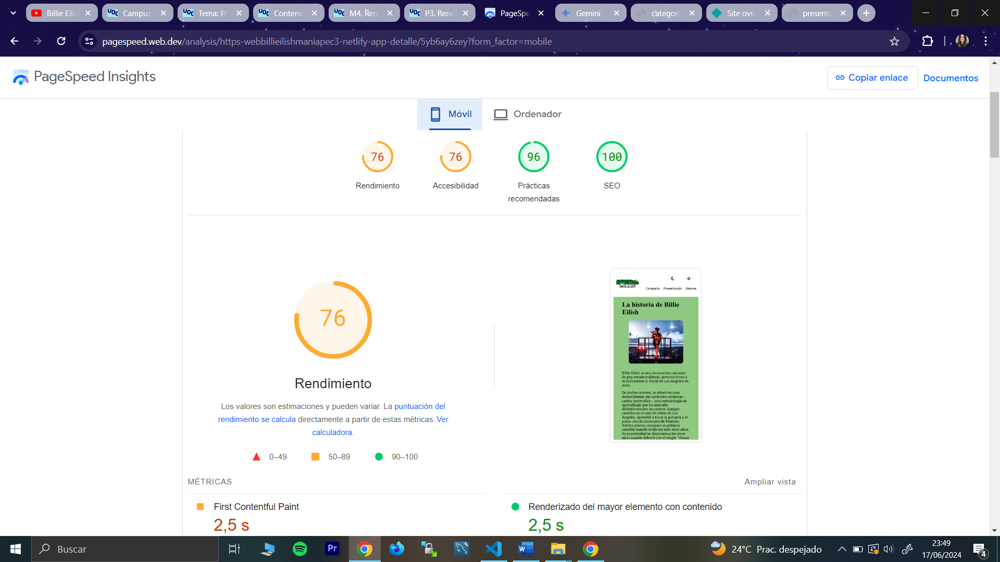 Billie Eilis
Campus
Tema: PA
Conteni
M4. Ren
P3. Rend
PageSpe
Gemini
categori
Site over
presenta
pagespeed.web.dev/analysis/https-webbillieilishmaniapec3-netlify-app-detalle/5yb6ay6zey?form_factor=mobile
PageSpeed Insights
Copiar enlace
Documentos
Móvil
Ordenador
76
76
96
100
Rendimiento
Accesibilidad
Prácticas
recomendadas
SEO
76
Rendimiento
Los valores son estimaciones y pueden variar. La puntuación del
rendimiento se calcula directamente a partir de estas métricas. Ver
calculadora.
0–49
50–89
90–100
Categoría Presentación Enlaces
La historia de Billie
Eilish
Billie Eilish es una reconocida cantante
de pop estadounidense, perteneciente a
la Generación Z. Nació en Los Angeles en
2001.
De padres actores, se educó en casa
desarrollando sus aptitudes artísticas -
cantar entre ellas-, una metodología de
aprendizaje que ha marcado
definitivamente su carrera. Aunque
cantaba en el coro de niños de Los
Angeles, aprendió a tocar la guitarra y el
piano viendo tutoriales de Youtube.
Artista precoz, compuso su primera
canción cuando tenía tan solo siete años.
Su popularidad se dispararía a los trece
años cuando debutó con el single "Ocean
MÉTRICAS
Ampliar vista
First Contentful Paint
2,5 s
Renderizado del mayor elemento con contenido
2,5 s
Buscar
24°C Prac. despejado
23:49
17/06/2024
4